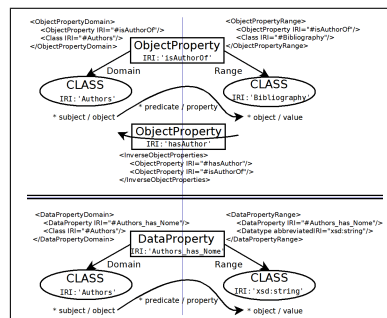 <ObjectPropertyDomain>
<ObjectProperty IRI="#isAuthorOf"/>
<Class IRI="#Authors"/>
</ObjectPropertyDomain>
<ObjectPropertyRange>
<ObjectProperty IRI="#isAuthorOf"/>
<Class IRI="#Bibliography"/>
</ObjectPropertyRange>
ObjectProperty
IRI:'isAuthorOf'
Domain
Range
CLASS
IRI:'Authors'
CLASS
IRI:'Bibliography'
* subject / object
* predicate / property
* object / value
ObjectProperty
IRI:'hasAuthor'
<InverseObjectProperties>
<ObjectProperty IRI="#hasAuthor"/>
<ObjectProperty IRI="#isAuthorOf"/>
</InverseObjectProperties>
<DataPropertyDomain>
<DataProperty IRI="#Authors_has_Nome"/>
<Class IRI="#Authors"/>
</DataPropertyDomain>
<DataPropertyRange>
<DataProperty IRI="#Authors_has_Nome"/>
<Datatype abbreviatedIRI="xsd:string"/>
</DataPropertyRange>
DataProperty
IRI:'Authors_has_Nome'
Domain
Range
CLASS
IRI:'Authors'
CLASS
IRI:'xsd:string'
* subject / object
* predicate / property
* object / value